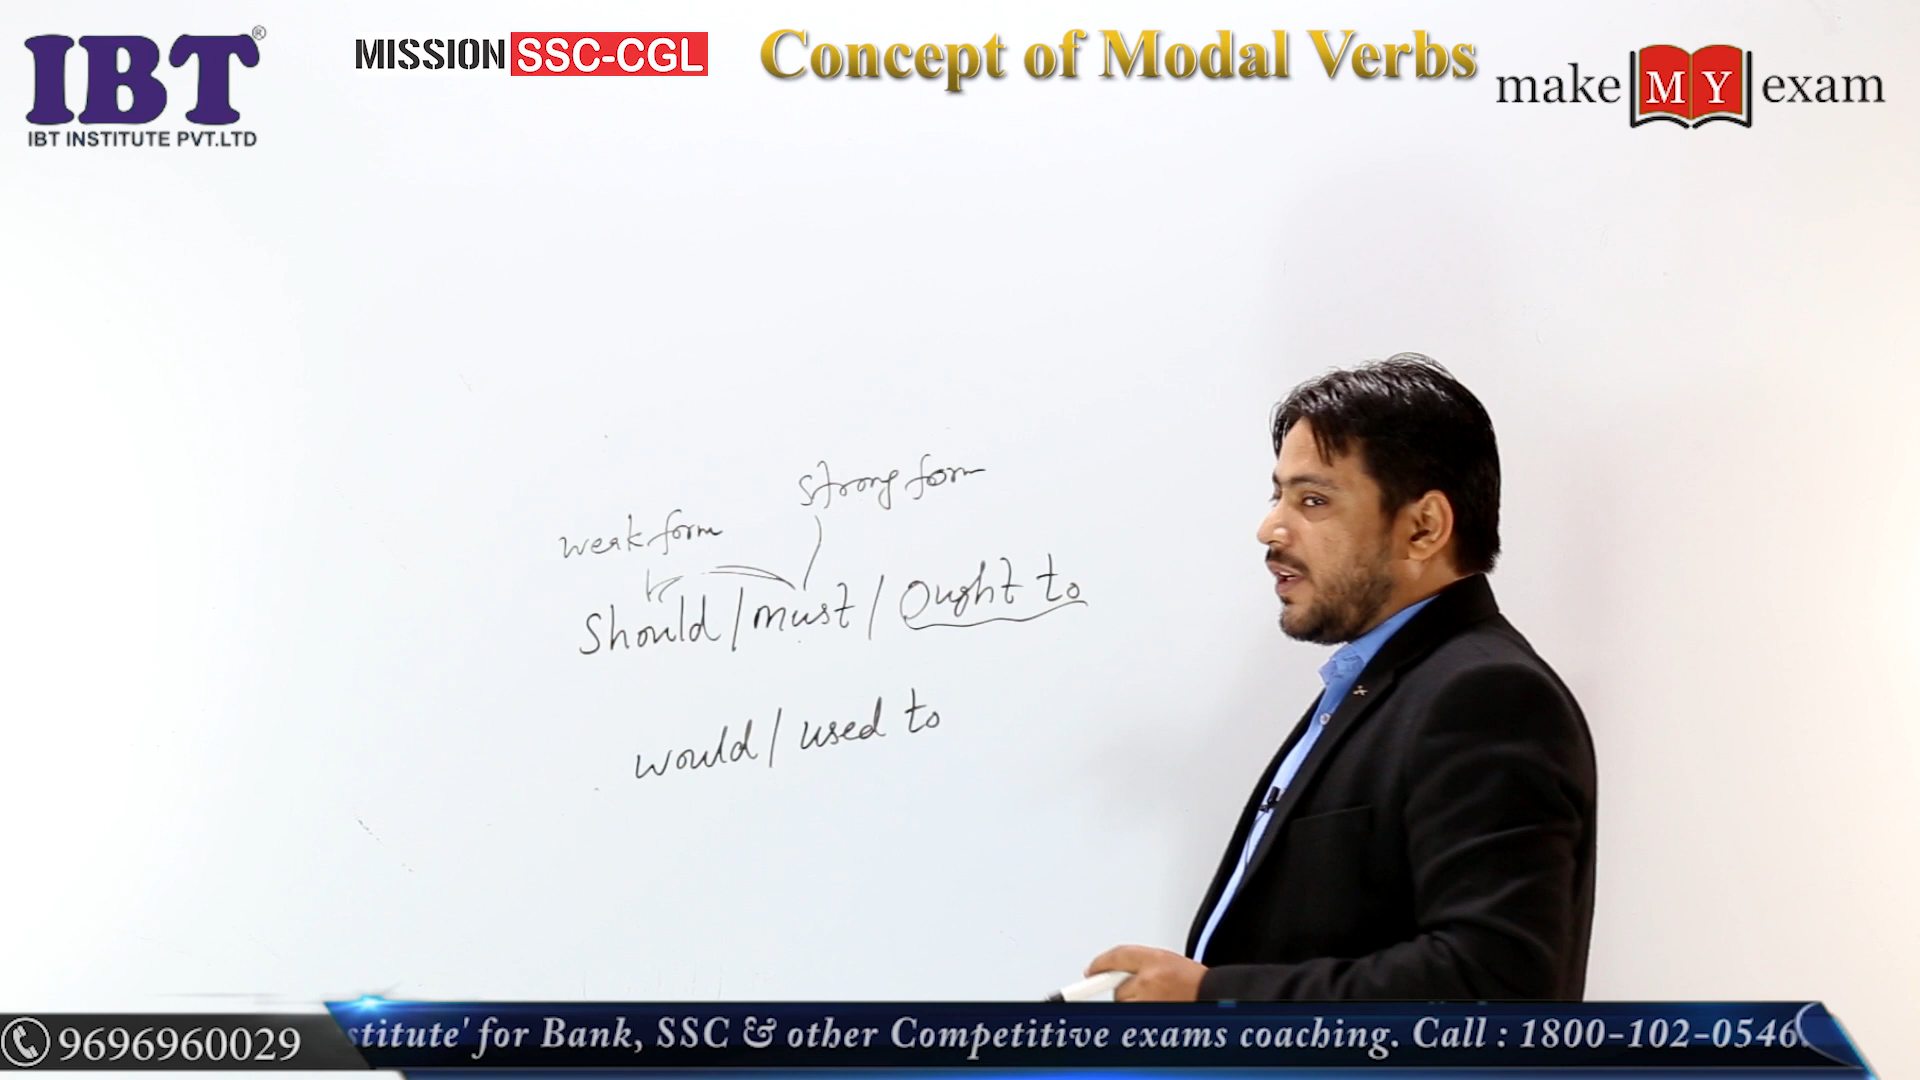 IBT®
IBT INSTITUTE PVT.LTD
MISSION SSC-CGL
Concept of Modal Verbs
make MY exam
strong form
weak form
Should / must / Ought to
would / used to
9696960029
stitute' for Bank, SSC & other Competitive exams coaching. Call : 1800-102-0546